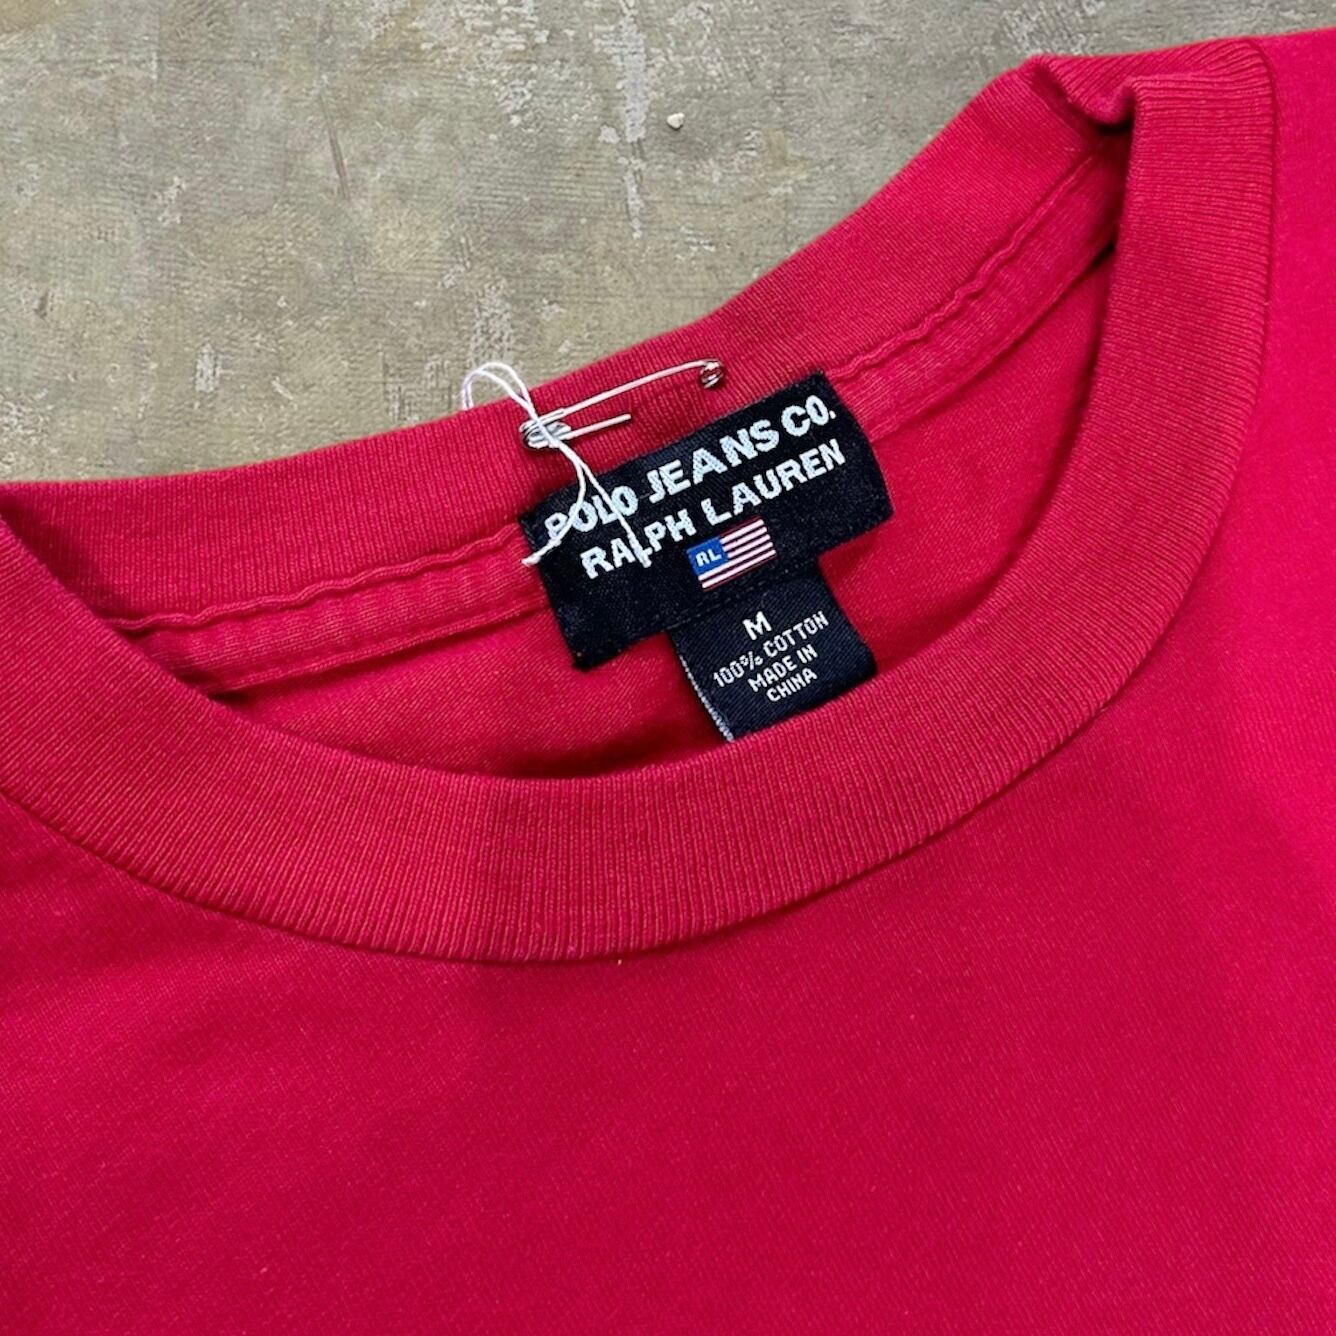 POLO JEANS CO.
RALPH LAUREN
RL
M
100% COTTON
MADE IN
CHINA